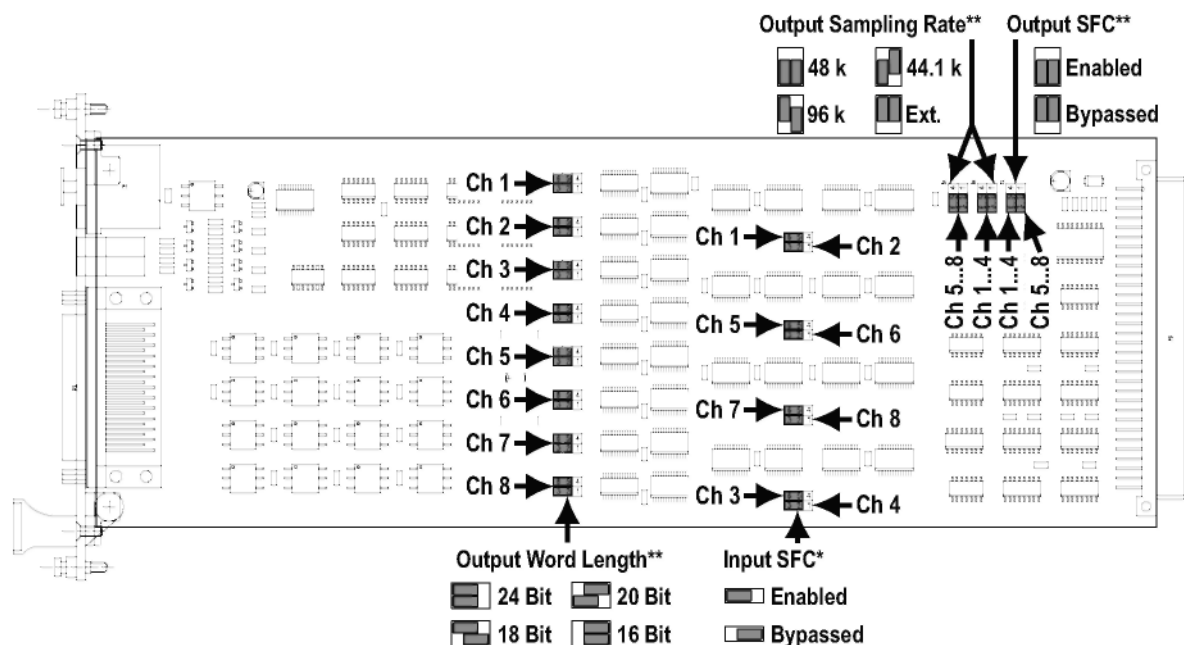 Output Sampling Rate** Output SFC**
48 k 44.1 k Enabled
96 k Ext. Bypassed
Ch 1
Ch 2
Ch 1 Ch 2
Ch 3
Ch 5...8
Ch 1...4
Ch 1...4
Ch 5...8
Ch 4
Ch 5 Ch 6
Ch 5
Ch 6
Ch 7 Ch 8
Ch 7
Ch 8
Ch 3 Ch 4
Output Word Length** Input SFC*
24 Bit 20 Bit Enabled
18 Bit 16 Bit Bypassed